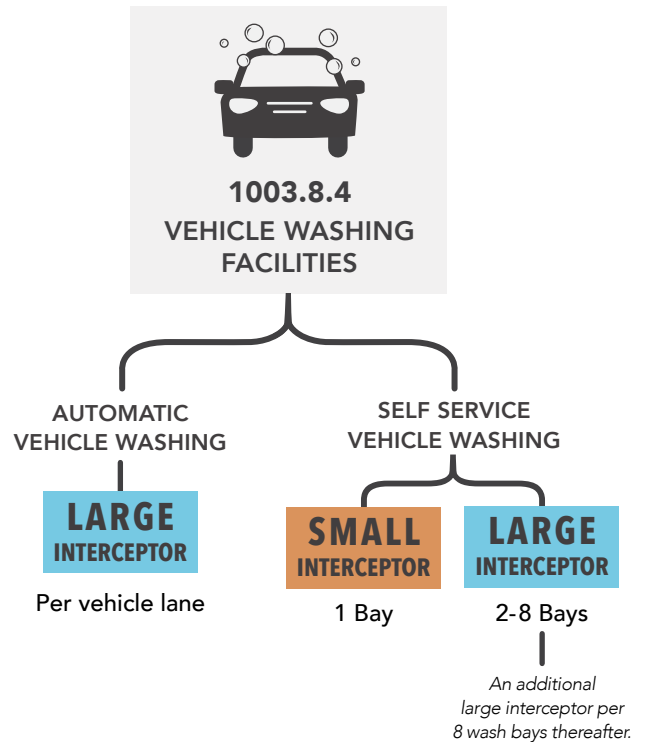 1003.8.4
VEHICLE WASHING
FACILITIES
AUTOMATIC
VEHICLE WASHING
LARGE
INTERCEPTOR
Per vehicle lane
SELF SERVICE
VEHICLE WASHING
SMALL
INTERCEPTOR
1 Bay
LARGE
INTERCEPTOR
2-8 Bays
An additional
large interceptor per
8 wash bays thereafter.